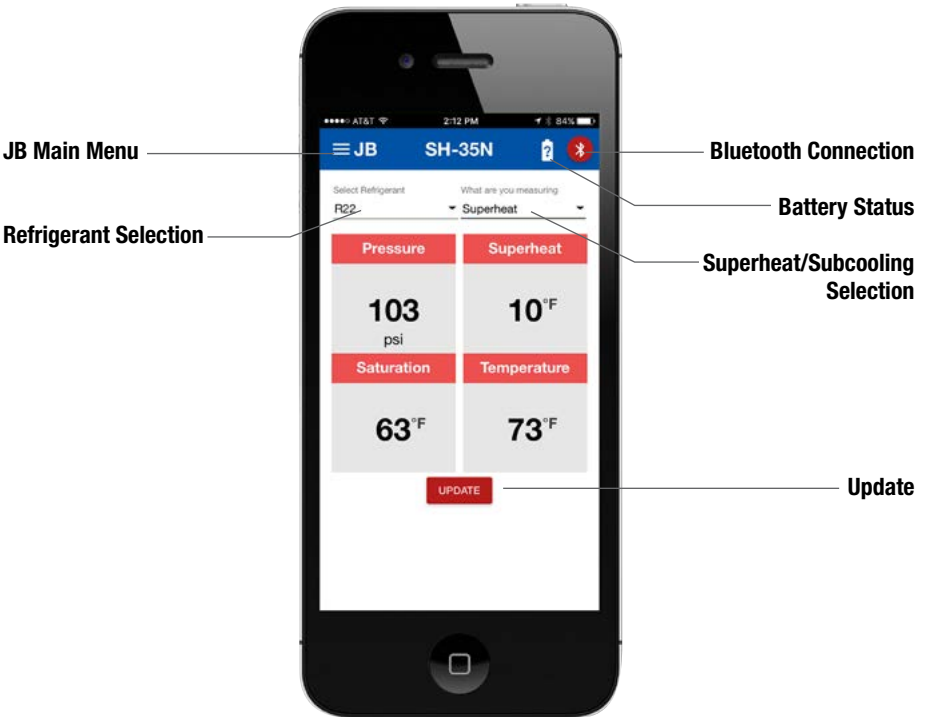 AT&T 2:12 PM 84%
JB Main Menu
JB SH-35N ?
Bluetooth Connection
Battery Status
Select Refrigerant What are you measuring
R22 Superheat
Refrigerant Selection
Superheat/Subcooling
Selection
Pressure Superheat
103 10°F
psi
Saturation Temperature
63°F 73°F
UPDATE
Update